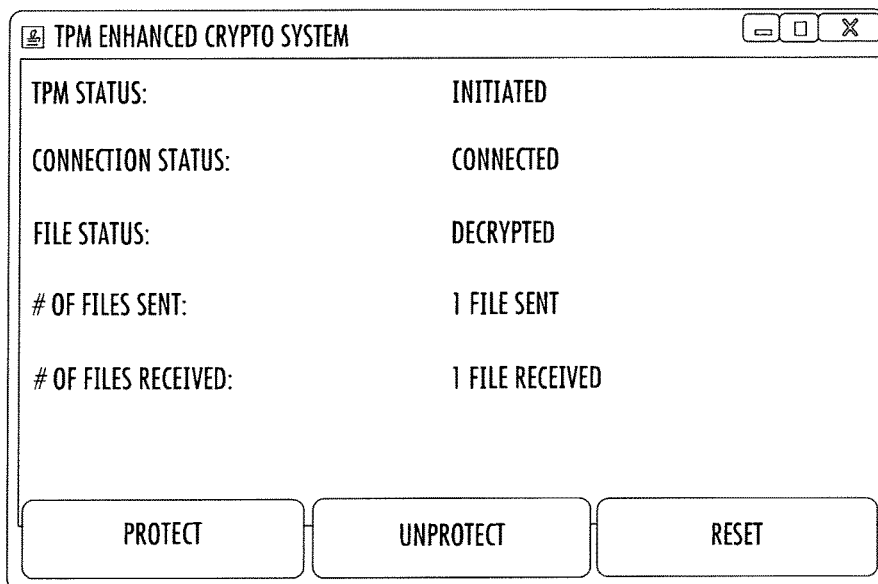 TPM ENHANCED CRYPTO SYSTEM
TPM STATUS: INITIATED
CONNECTION STATUS: CONNECTED
FILE STATUS: DECRYPTED
# OF FILES SENT: 1 FILE SENT
# OF FILES RECEIVED: 1 FILE RECEIVED
PROTECT UNPROTECT RESET